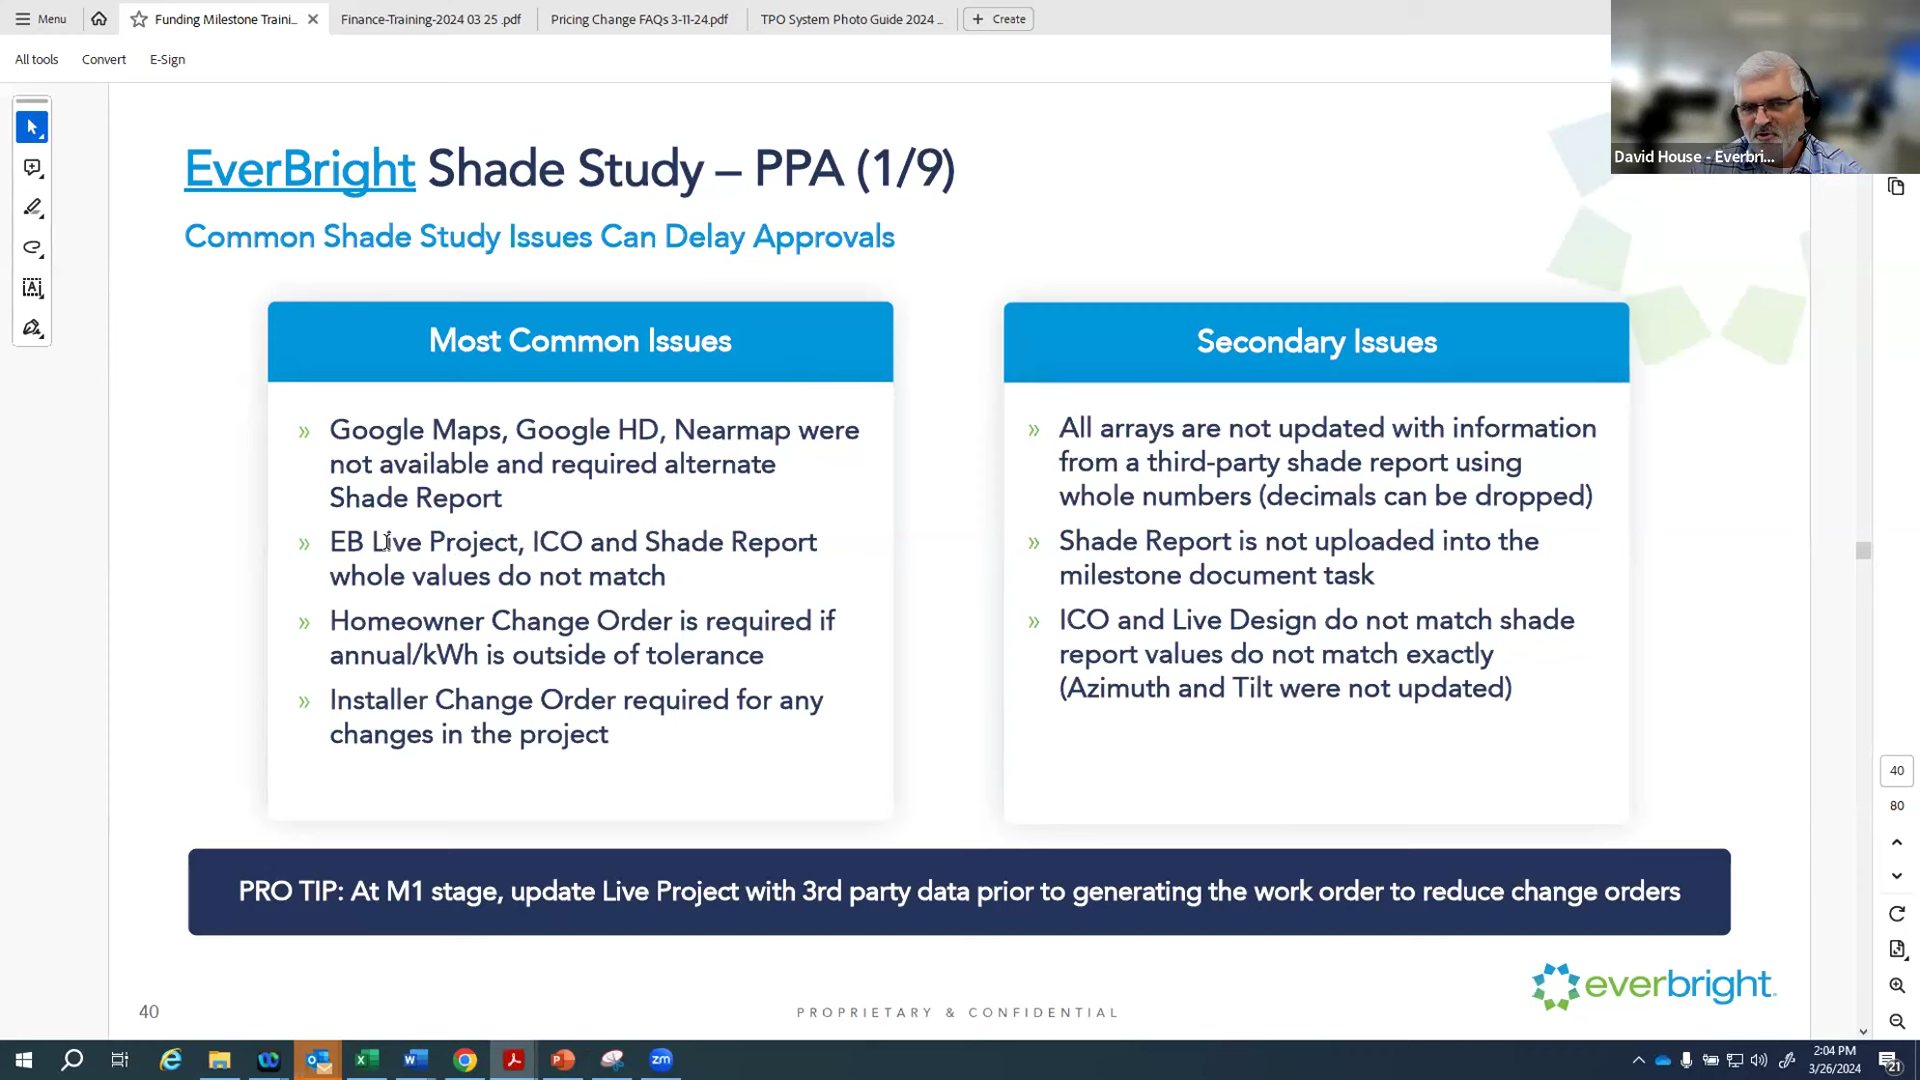 Menu
Funding Milestone Traini...
Finance-Training-2024 03 25 .pdf
Pricing Change FAQs 3-11-24.pdf
TPO System Photo Guide 2024 ...
Create
All tools
Convert
E-Sign
David House - Everbri...
EverBright Shade Study – PPA (1/9)
Common Shade Study Issues Can Delay Approvals
Most Common Issues
» Google Maps, Google HD, Nearmap were
not available and required alternate
Shade Report
» EB Live Project, ICO and Shade Report
whole values do not match
» Homeowner Change Order is required if
annual/kWh is outside of tolerance
» Installer Change Order required for any
changes in the project
Secondary Issues
» All arrays are not updated with information
from a third-party shade report using
whole numbers (decimals can be dropped)
» Shade Report is not uploaded into the
milestone document task
» ICO and Live Design do not match shade
report values do not match exactly
(Azimuth and Tilt were not updated)
PRO TIP: At M1 stage, update Live Project with 3rd party data prior to generating the work order to reduce change orders
everbright
40
PROPRIETARY & CONFIDENTIAL
40
80
2:04 PM
3/26/2024
21